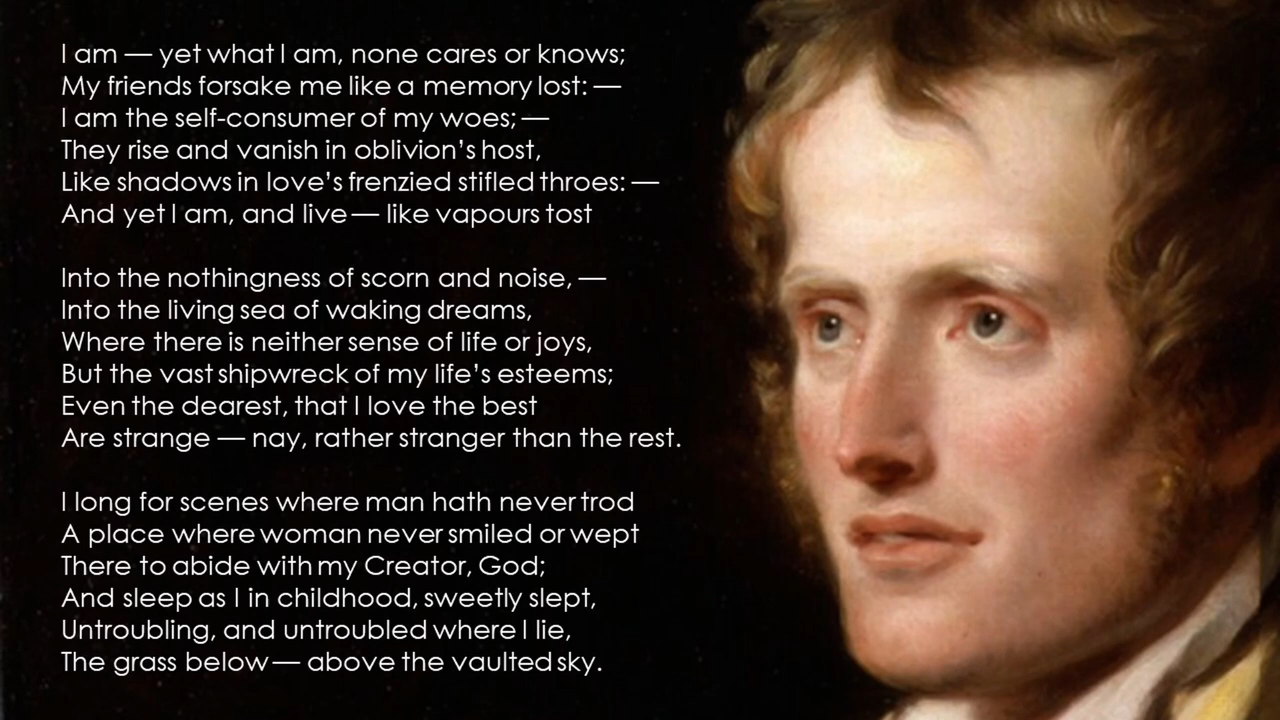 I am — yet what I am, none cares or knows;
My friends forsake me like a memory lost: —
I am the self-consumer of my woes; —
They rise and vanish in oblivion’s host,
Like shadows in love’s frenzied stifled throes: —
And yet I am, and live — like vapours tost
Into the nothingness of scorn and noise, —
Into the living sea of waking dreams,
Where there is neither sense of life or joys,
But the vast shipwreck of my life’s esteems;
Even the dearest, that I love the best
Are strange — nay, rather stranger than the rest.
I long for scenes where man hath never trod
A place where woman never smiled or wept
There to abide with my Creator, God;
And sleep as I in childhood, sweetly slept,
Untroubling, and untroubled where I lie,
The grass below — above the vaulted sky.